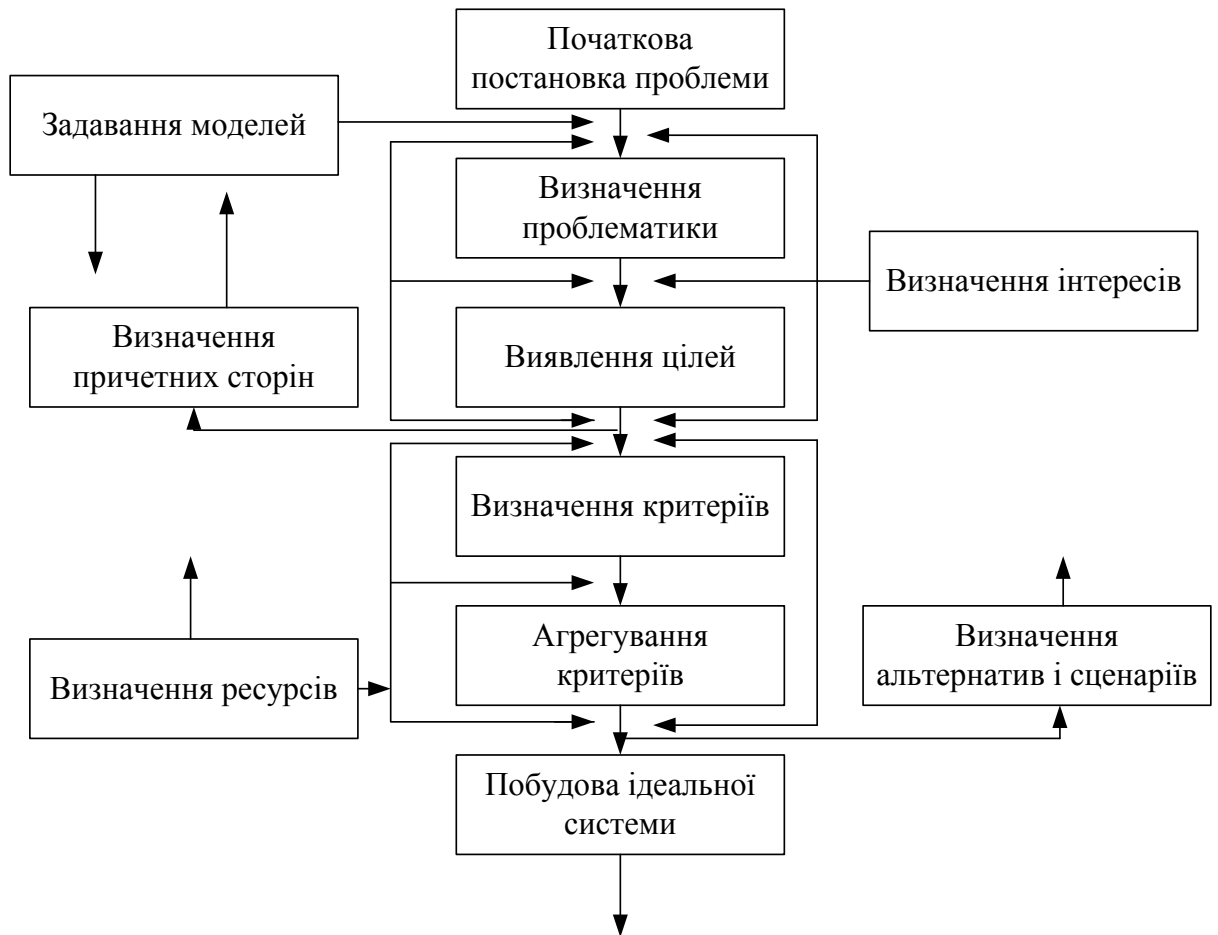 Початкова
постановка проблеми
Задавання моделей
Визначення
проблематики
Визначення інтересів
Визначення
причетних сторін
Виявлення цілей
Визначення критеріїв
Агрегування
критеріїв
Визначення
альтернатив і сценаріїв
Визначення ресурсів
Побудова ідеальної
системи